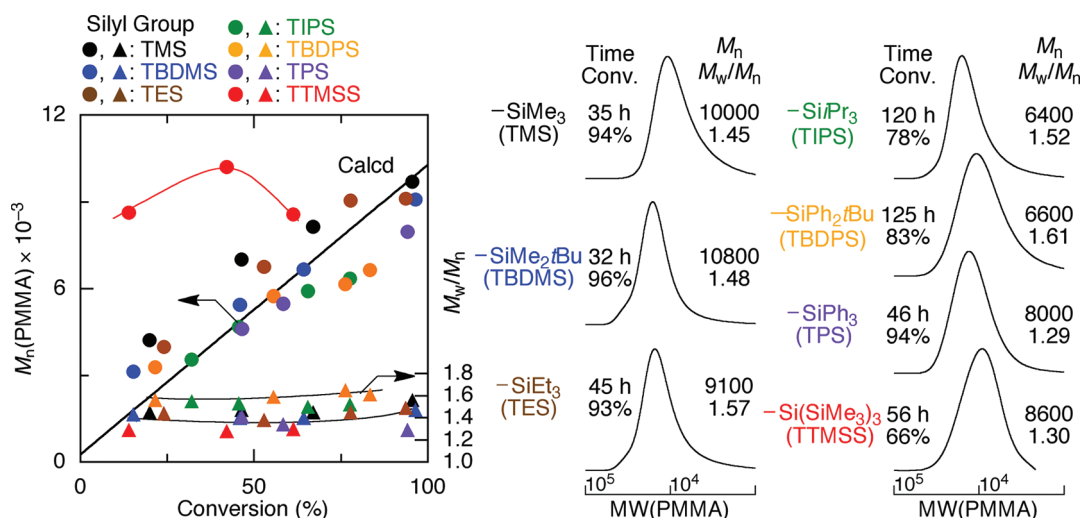 Silyl Group
●, ▲: TMS
●, ▲: TBDMS
●, ▲: TES
●, ▲: TIPS
●, ▲: TBDPS
●, ▲: TPS
●, ▲: TTMSS
12
6
0
Mn(PMMA) × 10⁻³
Calcd
Mw/Mn
1.8
1.6
1.4
1.2
1.0
0
50
100
Conversion (%)
Time
Conv.
Mn
Mw/Mn
−SiMe₃
(TMS)
35 h
94%
10000
1.45
−SiMe₂tBu
(TBDMS)
32 h
96%
10800
1.48
−SiEt₃
(TES)
45 h
93%
9100
1.57
10⁵
10⁴
MW(PMMA)
Time
Conv.
Mn
Mw/Mn
−SiiPr₃
(TIPS)
120 h
78%
6400
1.52
−SiPh₂tBu
(TBDPS)
125 h
83%
6600
1.61
−SiPh₃
(TPS)
46 h
94%
8000
1.29
−Si(SiMe₃)₃
(TTMSS)
56 h
66%
8600
1.30
10⁵
10⁴
MW(PMMA)